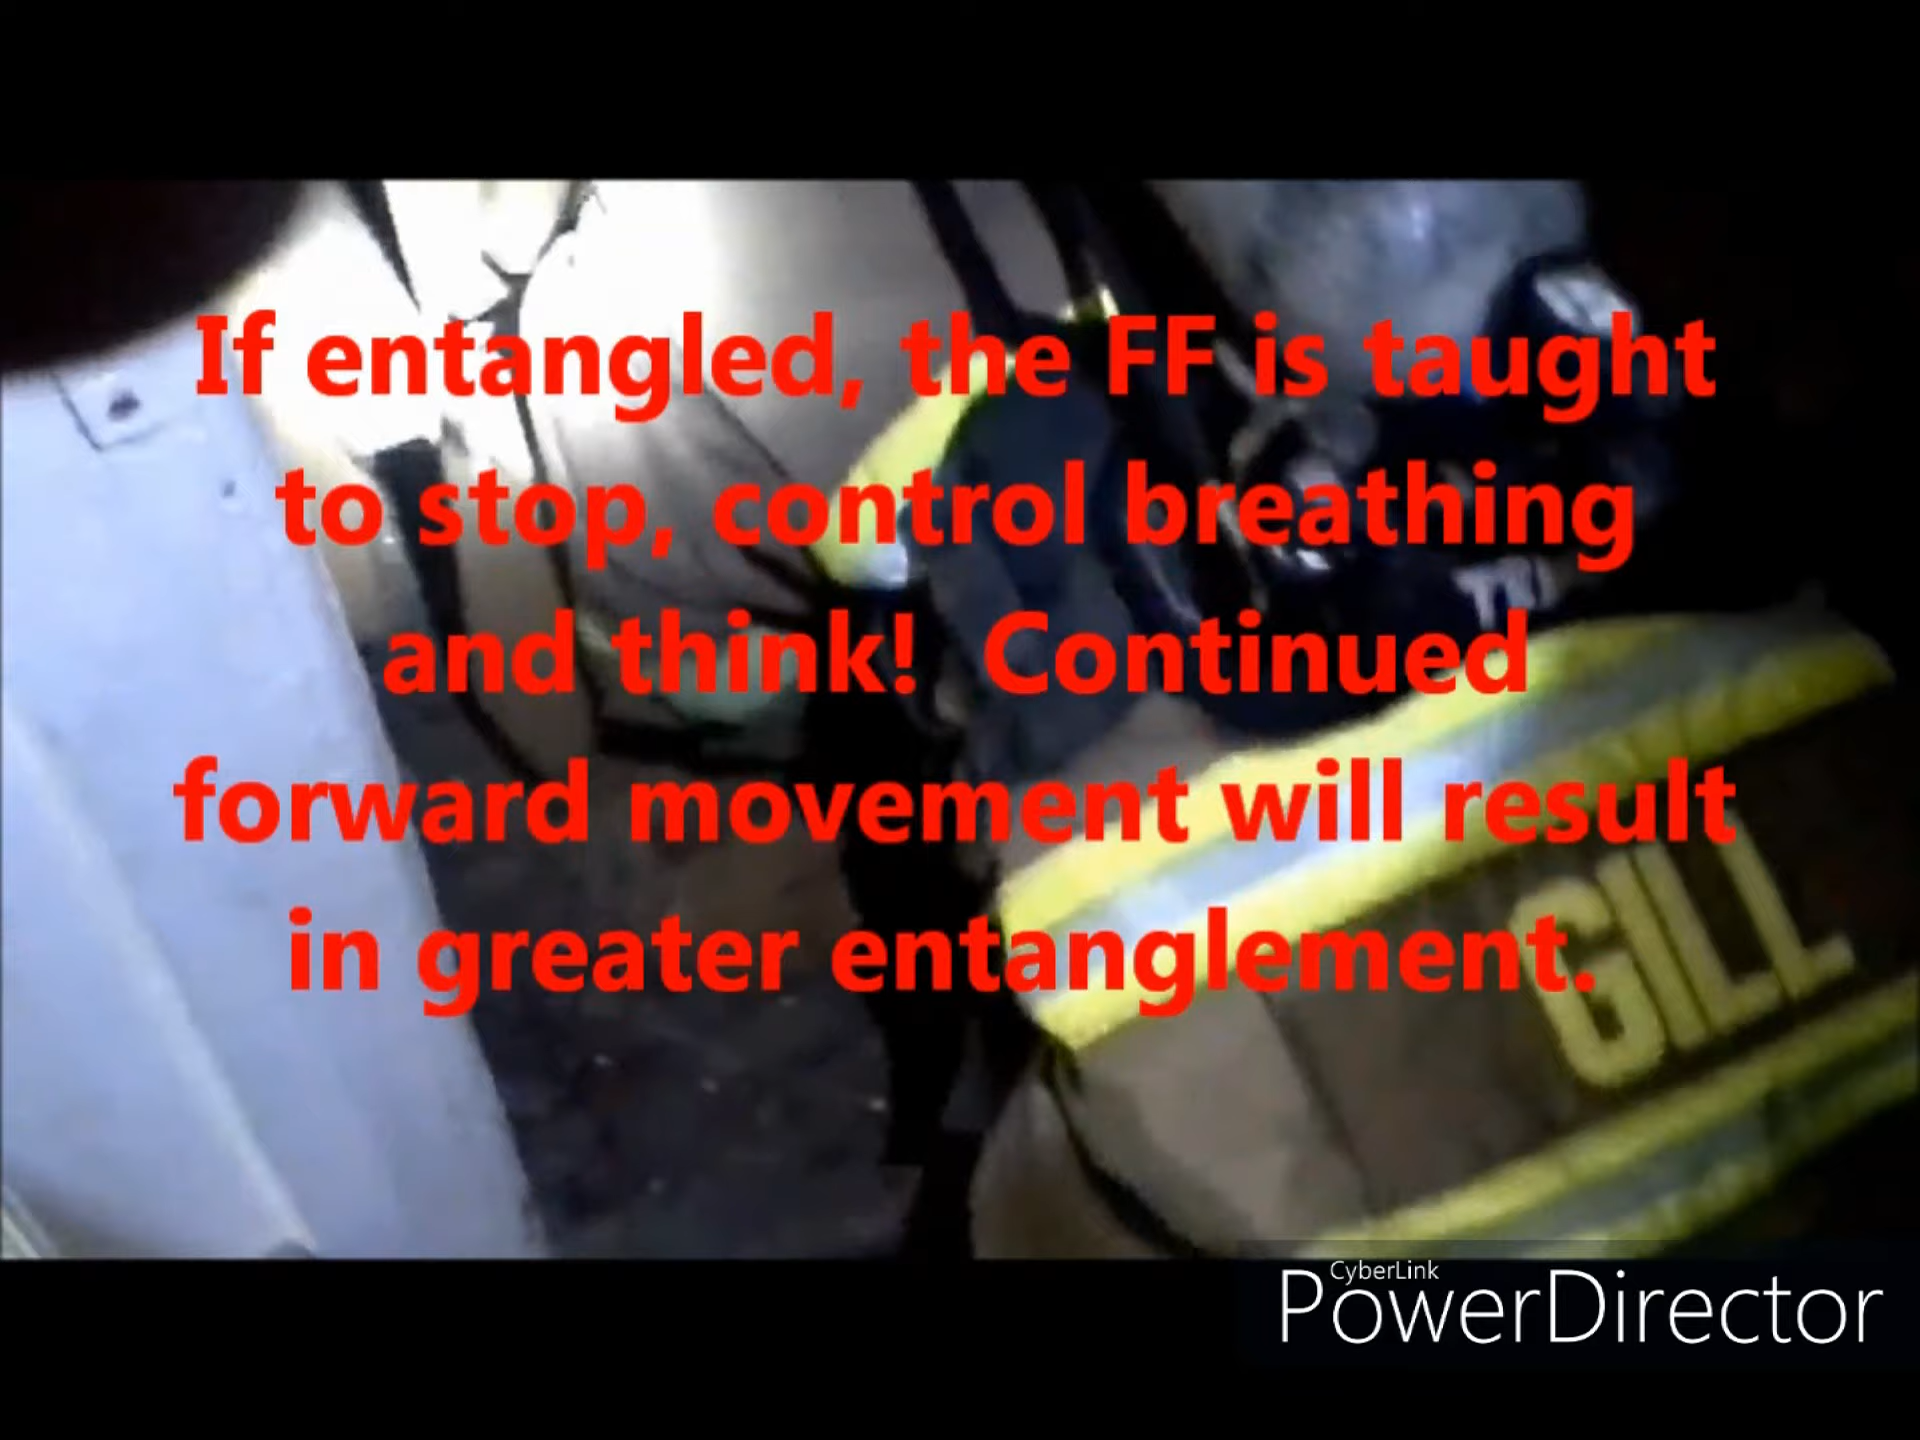 If entangled, the FF is taught
to stop, control breathing
and think!  Continued
forward movement will result
in greater entanglement.
GILL
CyberLink
PowerDirector